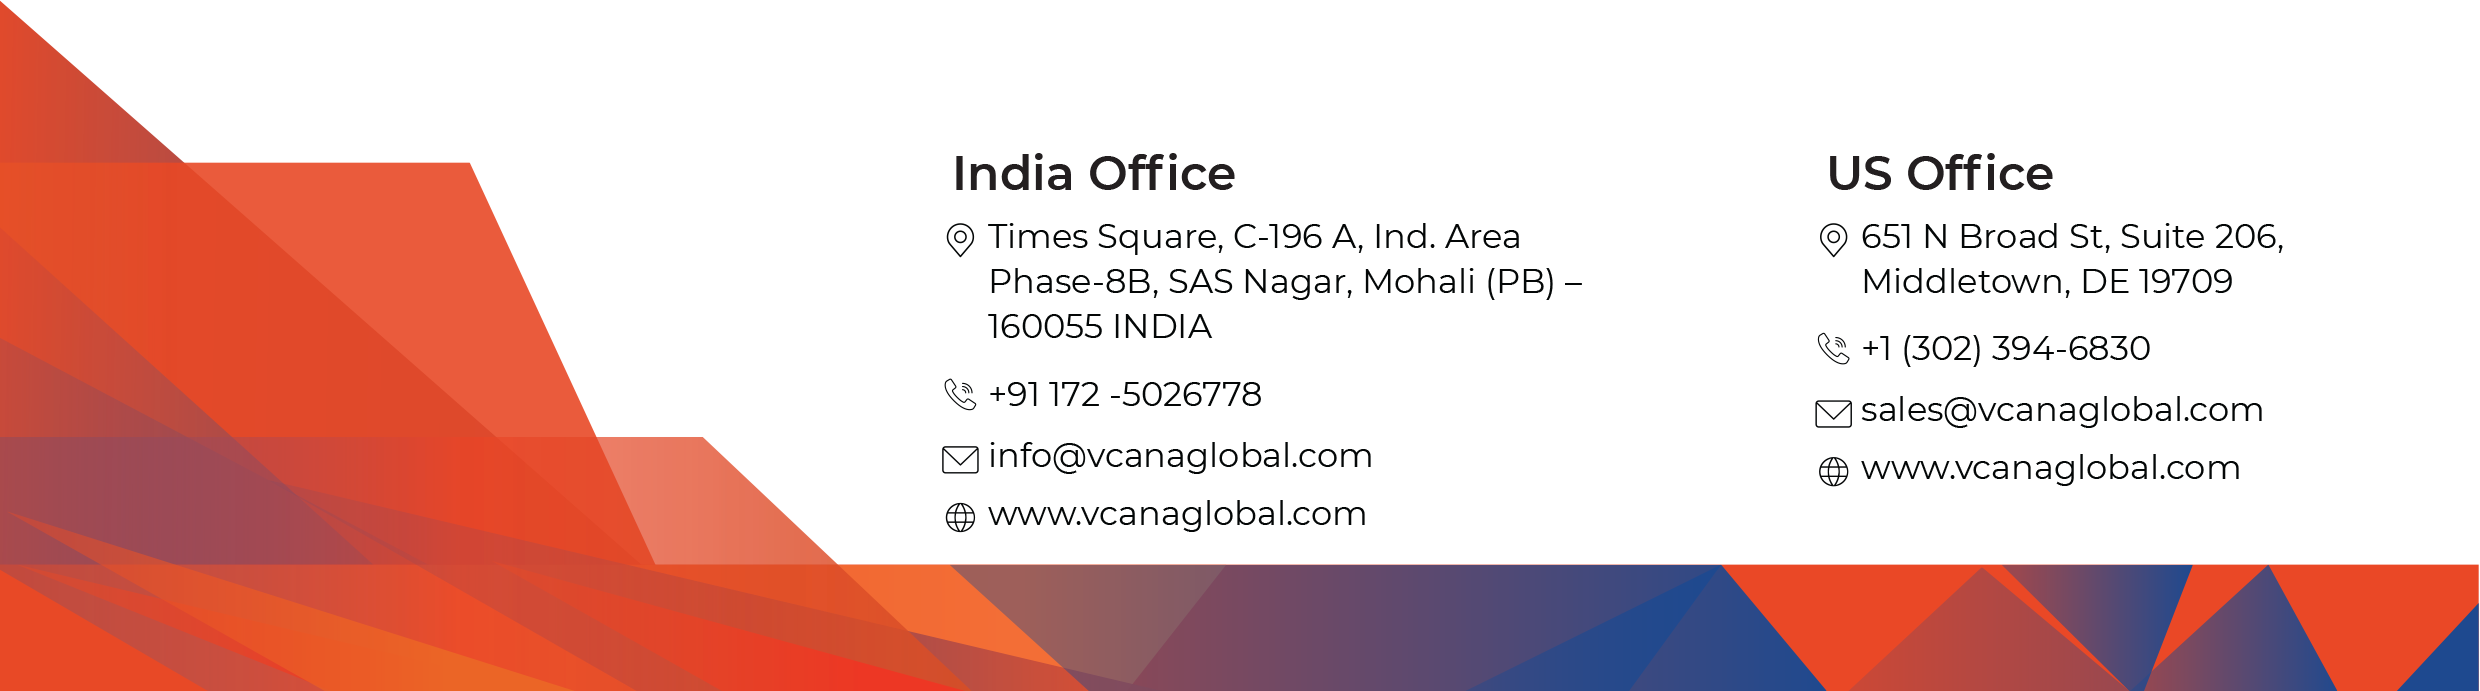 India Office
Times Square, C-196 A, Ind. Area
Phase-8B, SAS Nagar, Mohali (PB) –
160055 INDIA
+91 172 -5026778
info@vcanaglobal.com
www.vcanaglobal.com
US Office
651 N Broad St, Suite 206,
Middletown, DE 19709
+1 (302) 394-6830
sales@vcanaglobal.com
www.vcanaglobal.com